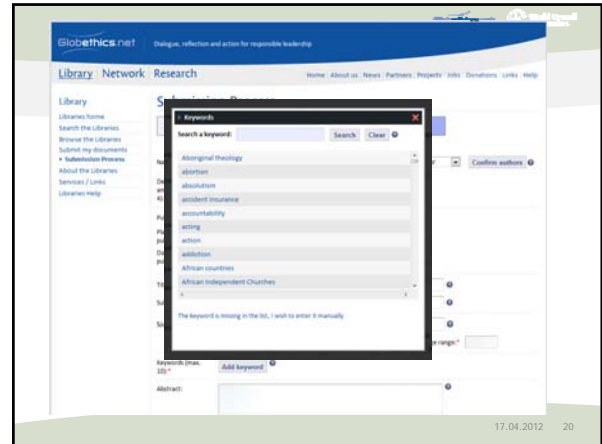 Globethics.net
Dialogue, reflection and action for responsible leadership
Library Network Research
Home About us News Partners Projects Jobs Donations Links Help
Library
Libraries home
Search the Libraries
Browse the Libraries
Submit my documents
Submission Process
About the Libraries
Services / Links
Libraries Help
Keywords
Search a keyword:
Search
Clear
Aboriginal theology
abortion
absolutism
accident insurance
accountability
acting
action
addiction
African countries
African Independent Churches
The keyword is missing in the list, I wish to enter it manually
Confirm authors
range:*
Keywords (max. 10):*
Add keyword
Abstract:
17.04.2012 20